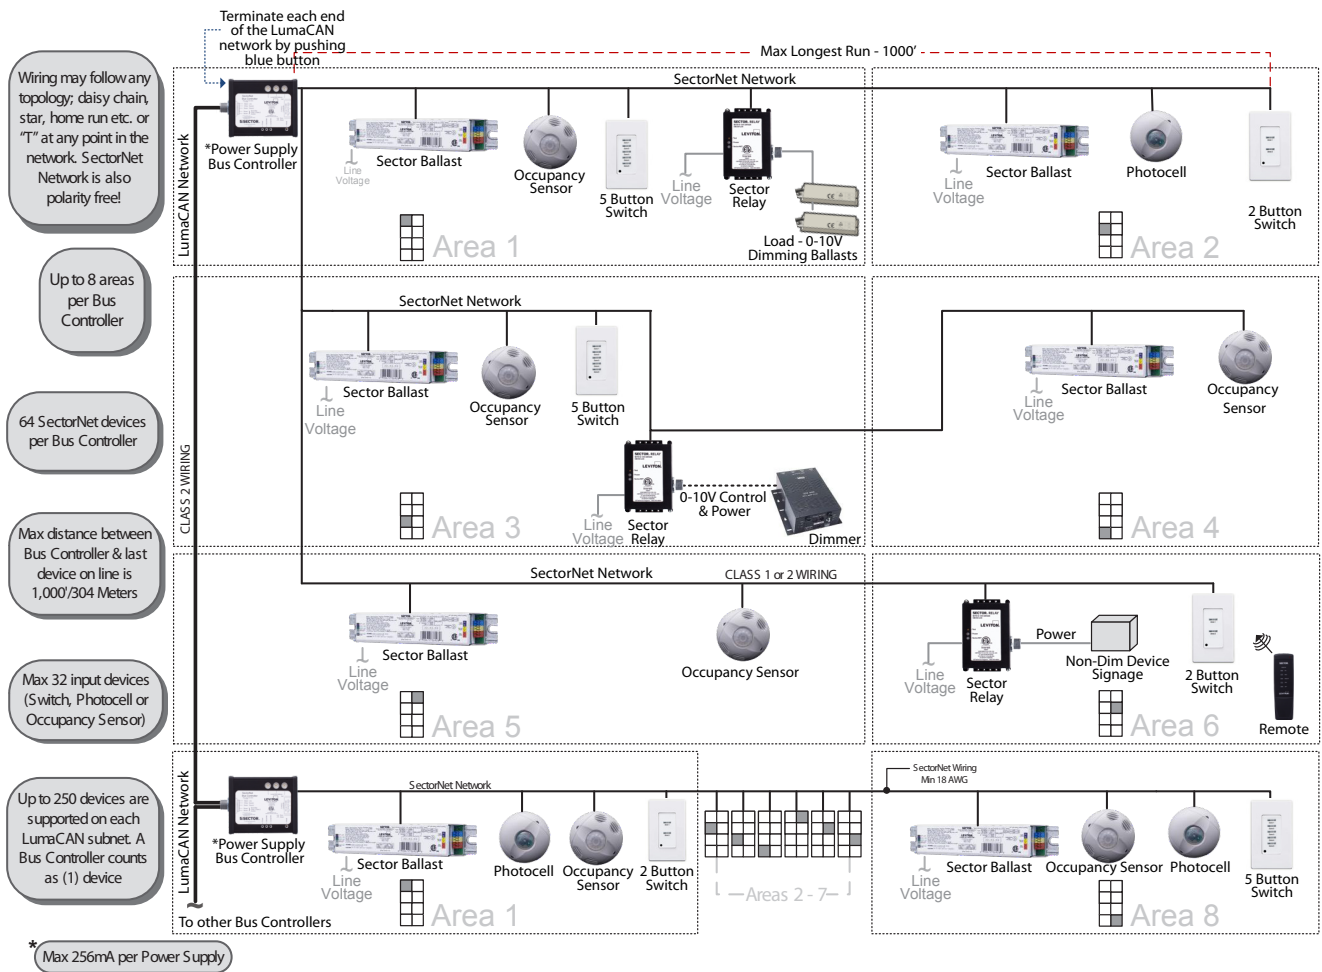 Terminate each end
of the LumaCAN
network by pushing
blue button
Max Longest Run - 1000’
Wiring may follow any
topology; daisy chain,
star, home run etc. or
“T” at any point in the
network. SectorNet
Network is also
polarity free!
Up to 8 areas
per Bus
Controller
64 SectorNet devices
per Bus Controller
Max distance between
Bus Controller & last
device on line is
1,000'/304 Meters
Max 32 input devices
(Switch, Photocell or
Occupancy Sensor)
Up to 250 devices are
supported on each
LumaCAN subnet. A
Bus Controller counts
as (1) device
* Max 256mA per Power Supply
LumaCAN Network
CLASS 2 WIRING
LumaCAN Network
To other Bus Controllers
SectorNet Network
*Power Supply
Bus Controller
Line
Voltage
Sector Ballast
Occupancy
Sensor
5 Button
Switch
Line
Voltage
SECTOR RELAY
LEVITON
Sector
Relay
Load - 0-10V
Dimming Ballasts
Area 1
Line
Voltage
Sector Ballast
Photocell
2 Button
Switch
Area 2
SectorNet Network
Line
Voltage
Sector Ballast
Occupancy
Sensor
5 Button
Switch
SECTOR RELAY
LEVITON
Line
Voltage
Sector
Relay
0-10V Control
& Power
Dimmer
Area 3
Line
Voltage
Sector Ballast
Occupancy
Sensor
Area 4
SectorNet Network
CLASS 1 or 2 WIRING
Line
Voltage
Sector Ballast
Occupancy Sensor
Area 5
SECTOR RELAY
LEVITON
Line
Voltage
Sector
Relay
Power
Non-Dim Device
Signage
2 Button
Switch
Remote
Area 6
SectorNet Network
*Power Supply
Bus Controller
Line
Voltage
Sector Ballast
Photocell
Occupancy
Sensor
2 Button
Switch
Area 1
Areas 2 - 7
SectorNet Wiring
Min 18 AWG
Line
Voltage
Sector Ballast
Occupancy Sensor
Photocell
5 Button
Switch
Area 8